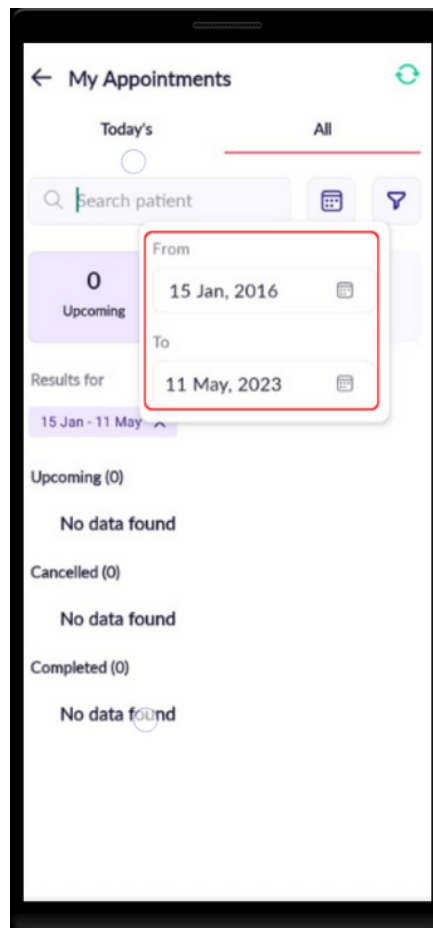 My Appointments
Today's All
Search patient
From
15 Jan, 2016
0
Upcoming
To
11 May, 2023
Results for
15 Jan - 11 May
Upcoming (0)
No data found
Cancelled (0)
No data found
Completed (0)
No data found